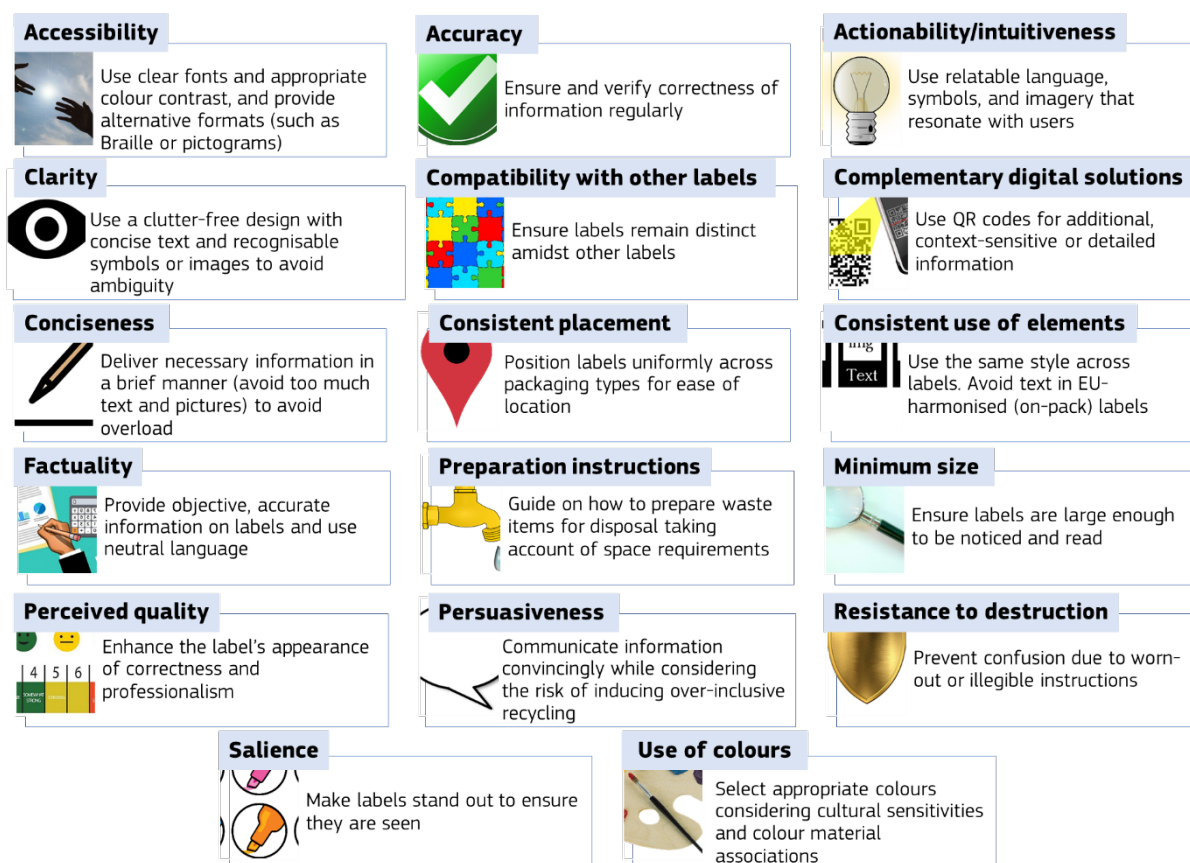 Accessibility
Use clear fonts and appropriate
colour contrast, and provide
alternative formats (such as
Braille or pictograms)
Accuracy
Ensure and verify correctness of
information regularly
Actionability/intuitiveness
Use relatable language,
symbols, and imagery that
resonate with users
Clarity
Use a clutter-free design with
concise text and recognisable
symbols or images to avoid
ambiguity
Compatibility with other labels
Ensure labels remain distinct
amidst other labels
Complementary digital solutions
Use QR codes for additional,
context-sensitive or detailed
information
Conciseness
Deliver necessary information in
a brief manner (avoid too much
text and pictures) to avoid
overload
Consistent placement
Position labels uniformly across
packaging types for ease of
location
Consistent use of elements
img
Text
Use the same style across
labels. Avoid text in EU-
harmonised (on-pack) labels
Factuality
Provide objective, accurate
information on labels and use
neutral language
Preparation instructions
Guide on how to prepare waste
items for disposal taking
account of space requirements
Minimum size
Ensure labels are large enough
to be noticed and read
Perceived quality
4 5 6
SOMEWHAT
STRONG
Enhance the label's appearance
of correctness and
professionalism
Persuasiveness
Communicate information
convincingly while considering
the risk of inducing over-inclusive
recycling
Resistance to destruction
Prevent confusion due to worn-
out or illegible instructions
Salience
Make labels stand out to ensure
they are seen
Use of colours
Select appropriate colours
considering cultural sensitivities
and colour material
associations